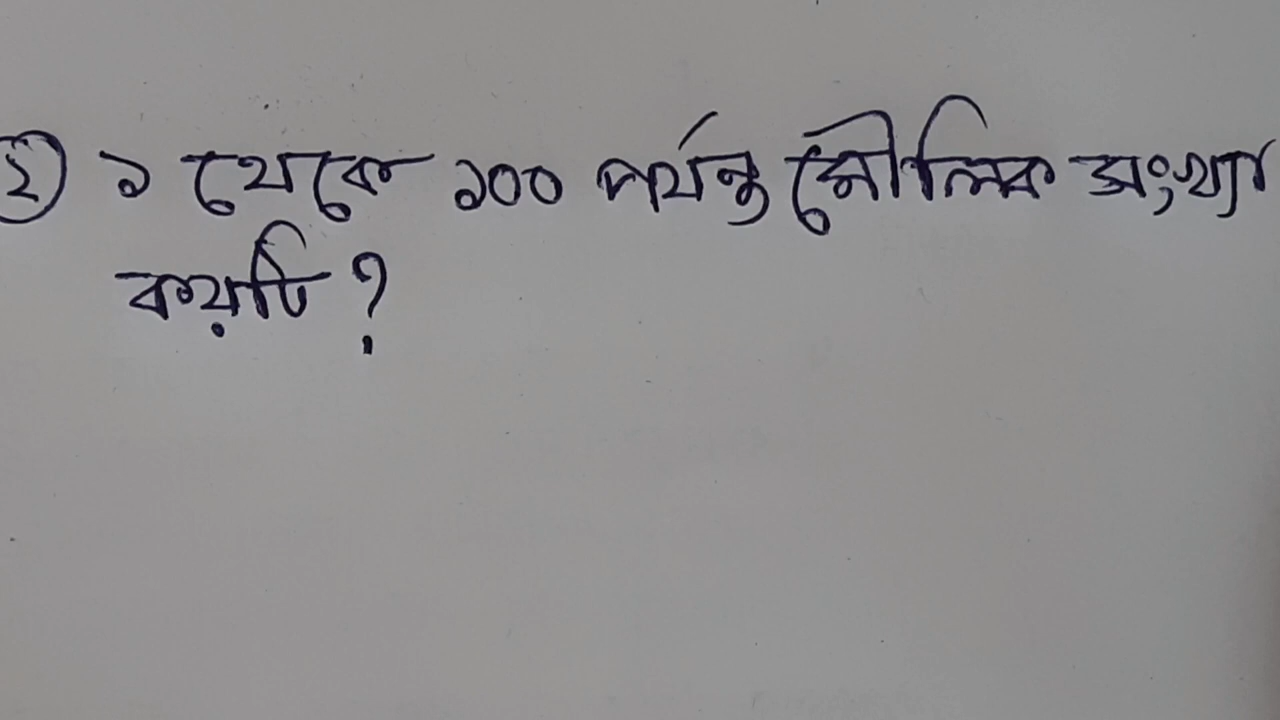 ২) ১ থেকে ১০০ পর্যন্ত মৌলিক সংখ্যা
কয়টি ?